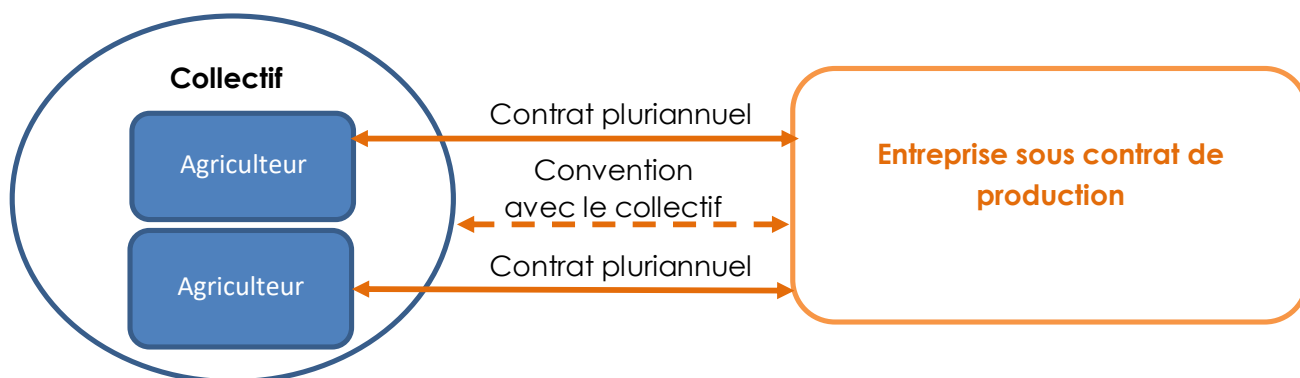 Collectif
Agriculteur
Agriculteur
Contrat pluriannuel
Convention
avec le collectif
Contrat pluriannuel
Entreprise sous contrat de
production